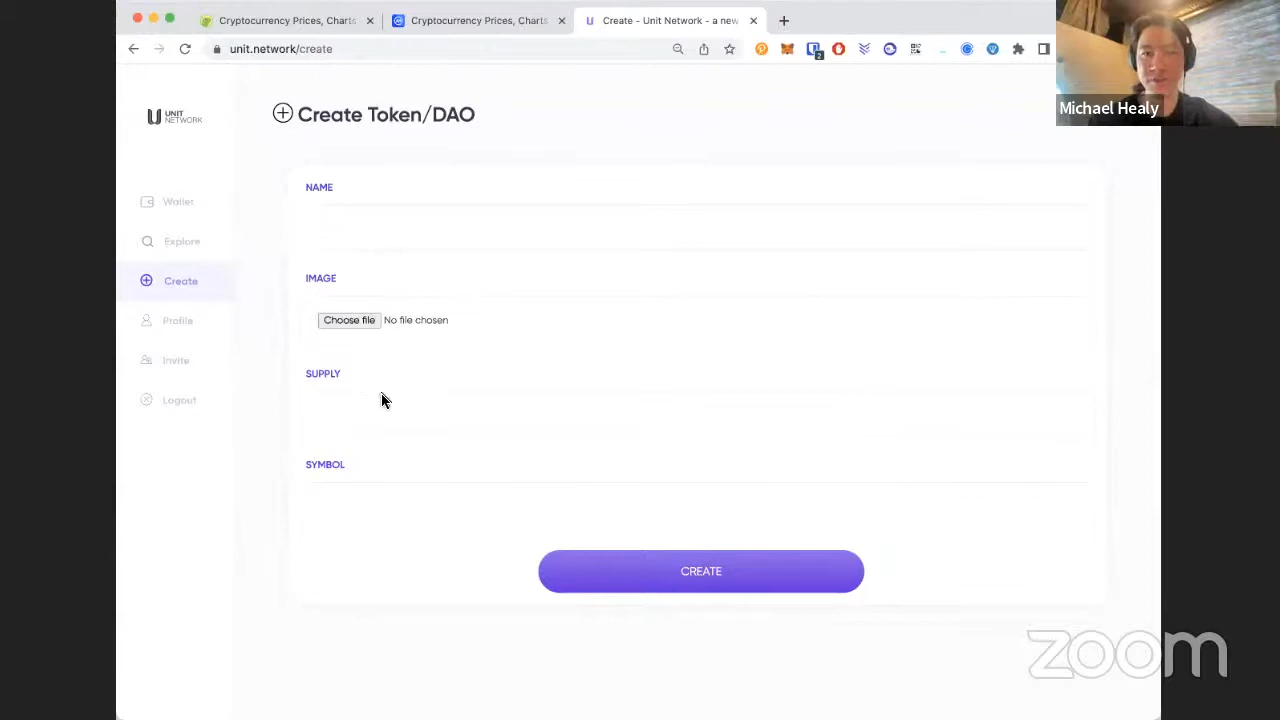 Cryptocurrency Prices, Charts
Cryptocurrency Prices, Charts
Create - Unit Network - a new
unit.network/create
2
Michael Healy
UNIT
NETWORK
Create Token/DAO
Wallet
Explore
Create
Profile
Invite
Logout
NAME
IMAGE
Choose file No file chosen
SUPPLY
SYMBOL
CREATE
zoom